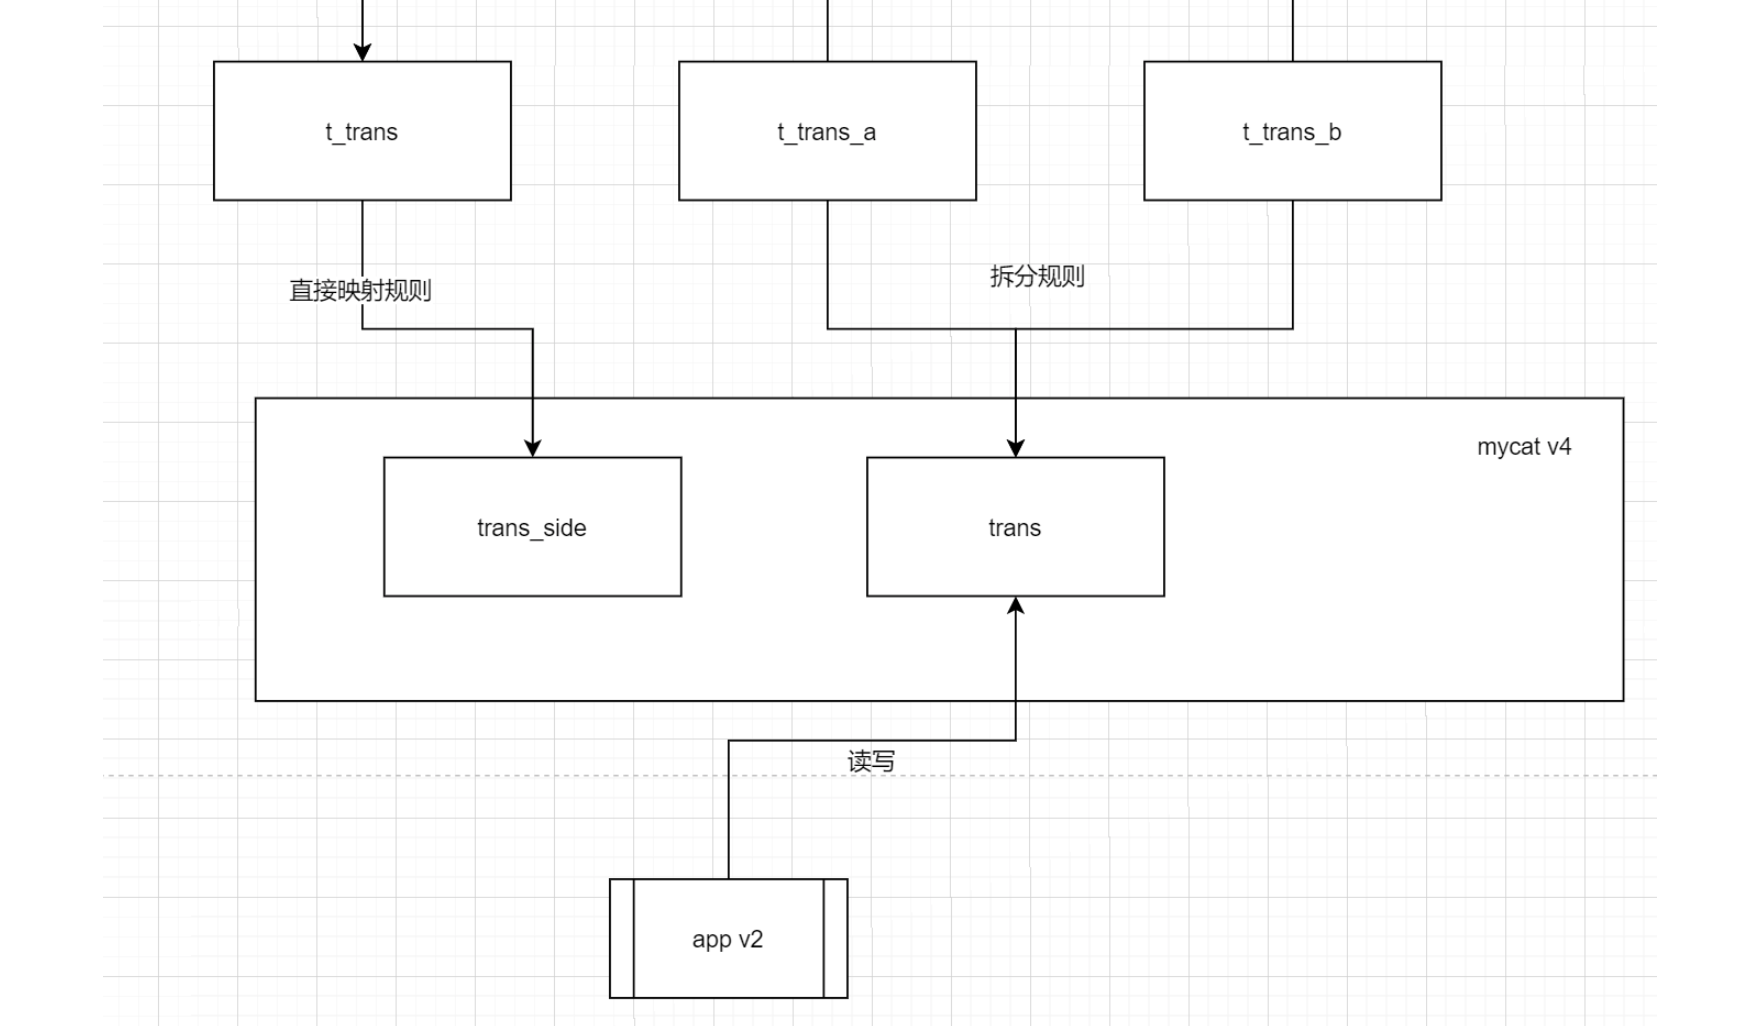 t_trans
t_trans_a
t_trans_b
直接映射规则
拆分规则
mycat v4
trans_side
trans
读写
app v2